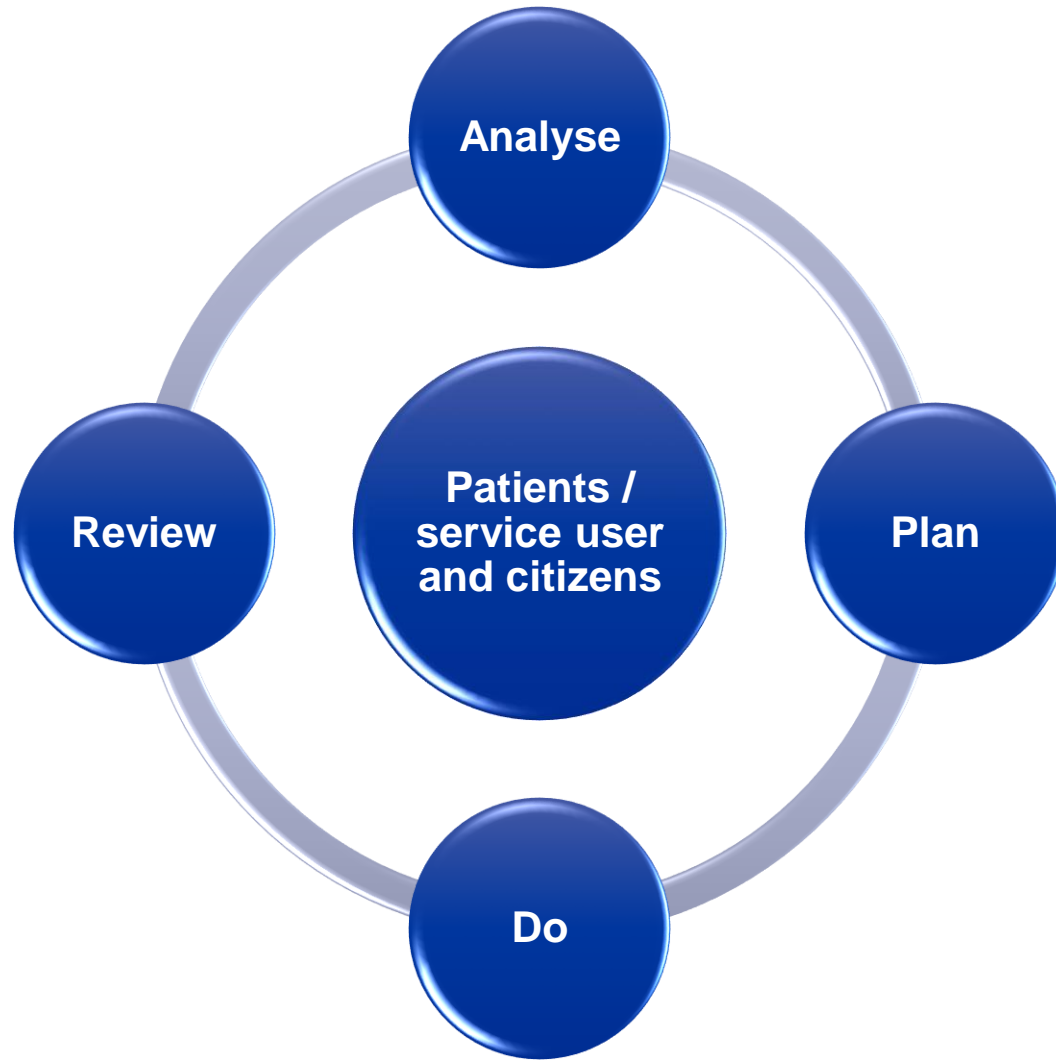 Analyse
Review
Patients /
service user
and citizens
Plan
Do